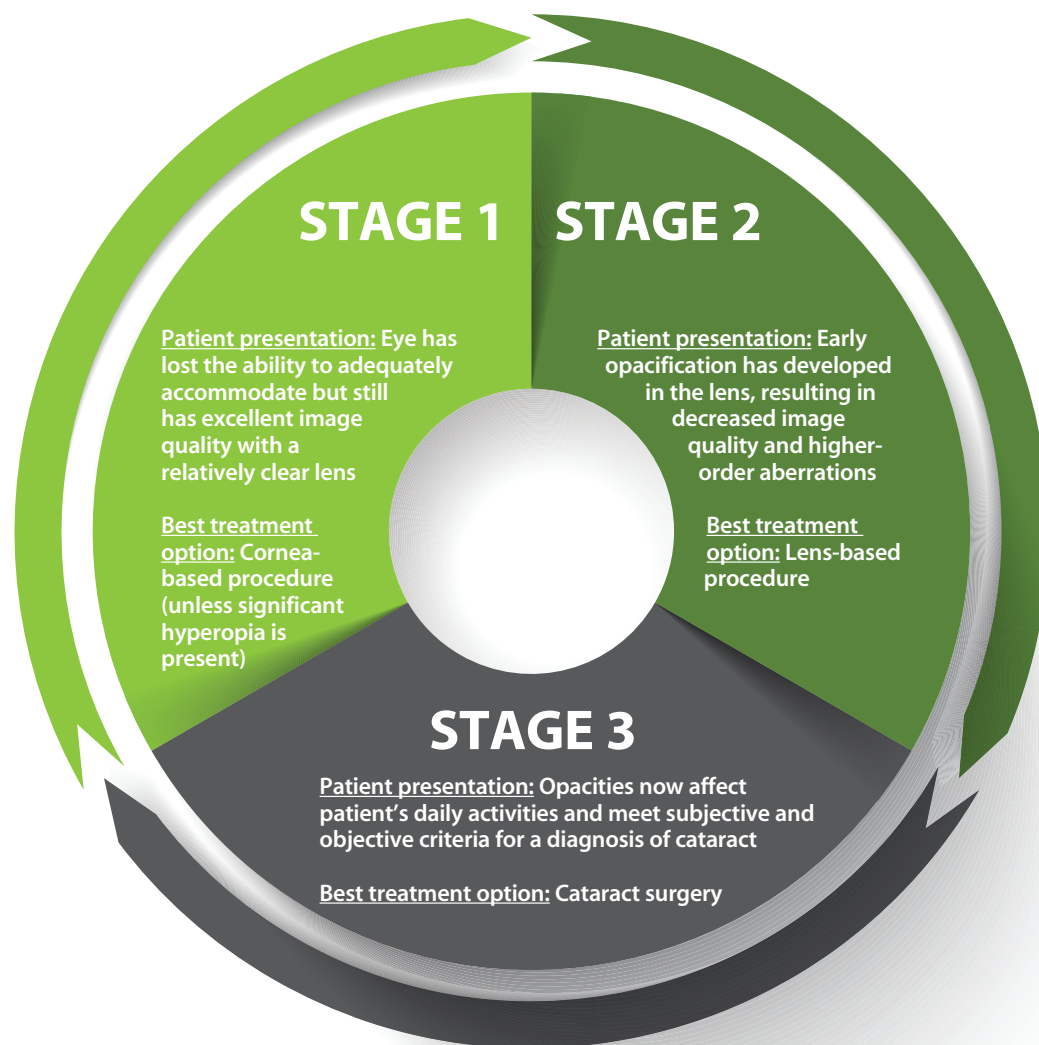 STAGE 1
Patient presentation: Eye has
lost the ability to adequately
accommodate but still
has excellent image
quality with a
relatively clear lens
Best treatment
option: Cornea-
based procedure
(unless significant
hyperopia is
present)
STAGE 2
Patient presentation: Early
opacification has developed
in the lens, resulting in
decreased image
quality and higher-
order aberrations
Best treatment
option: Lens-based
procedure
STAGE 3
Patient presentation: Opacities now affect
patient’s daily activities and meet subjective and
objective criteria for a diagnosis of cataract
Best treatment option: Cataract surgery